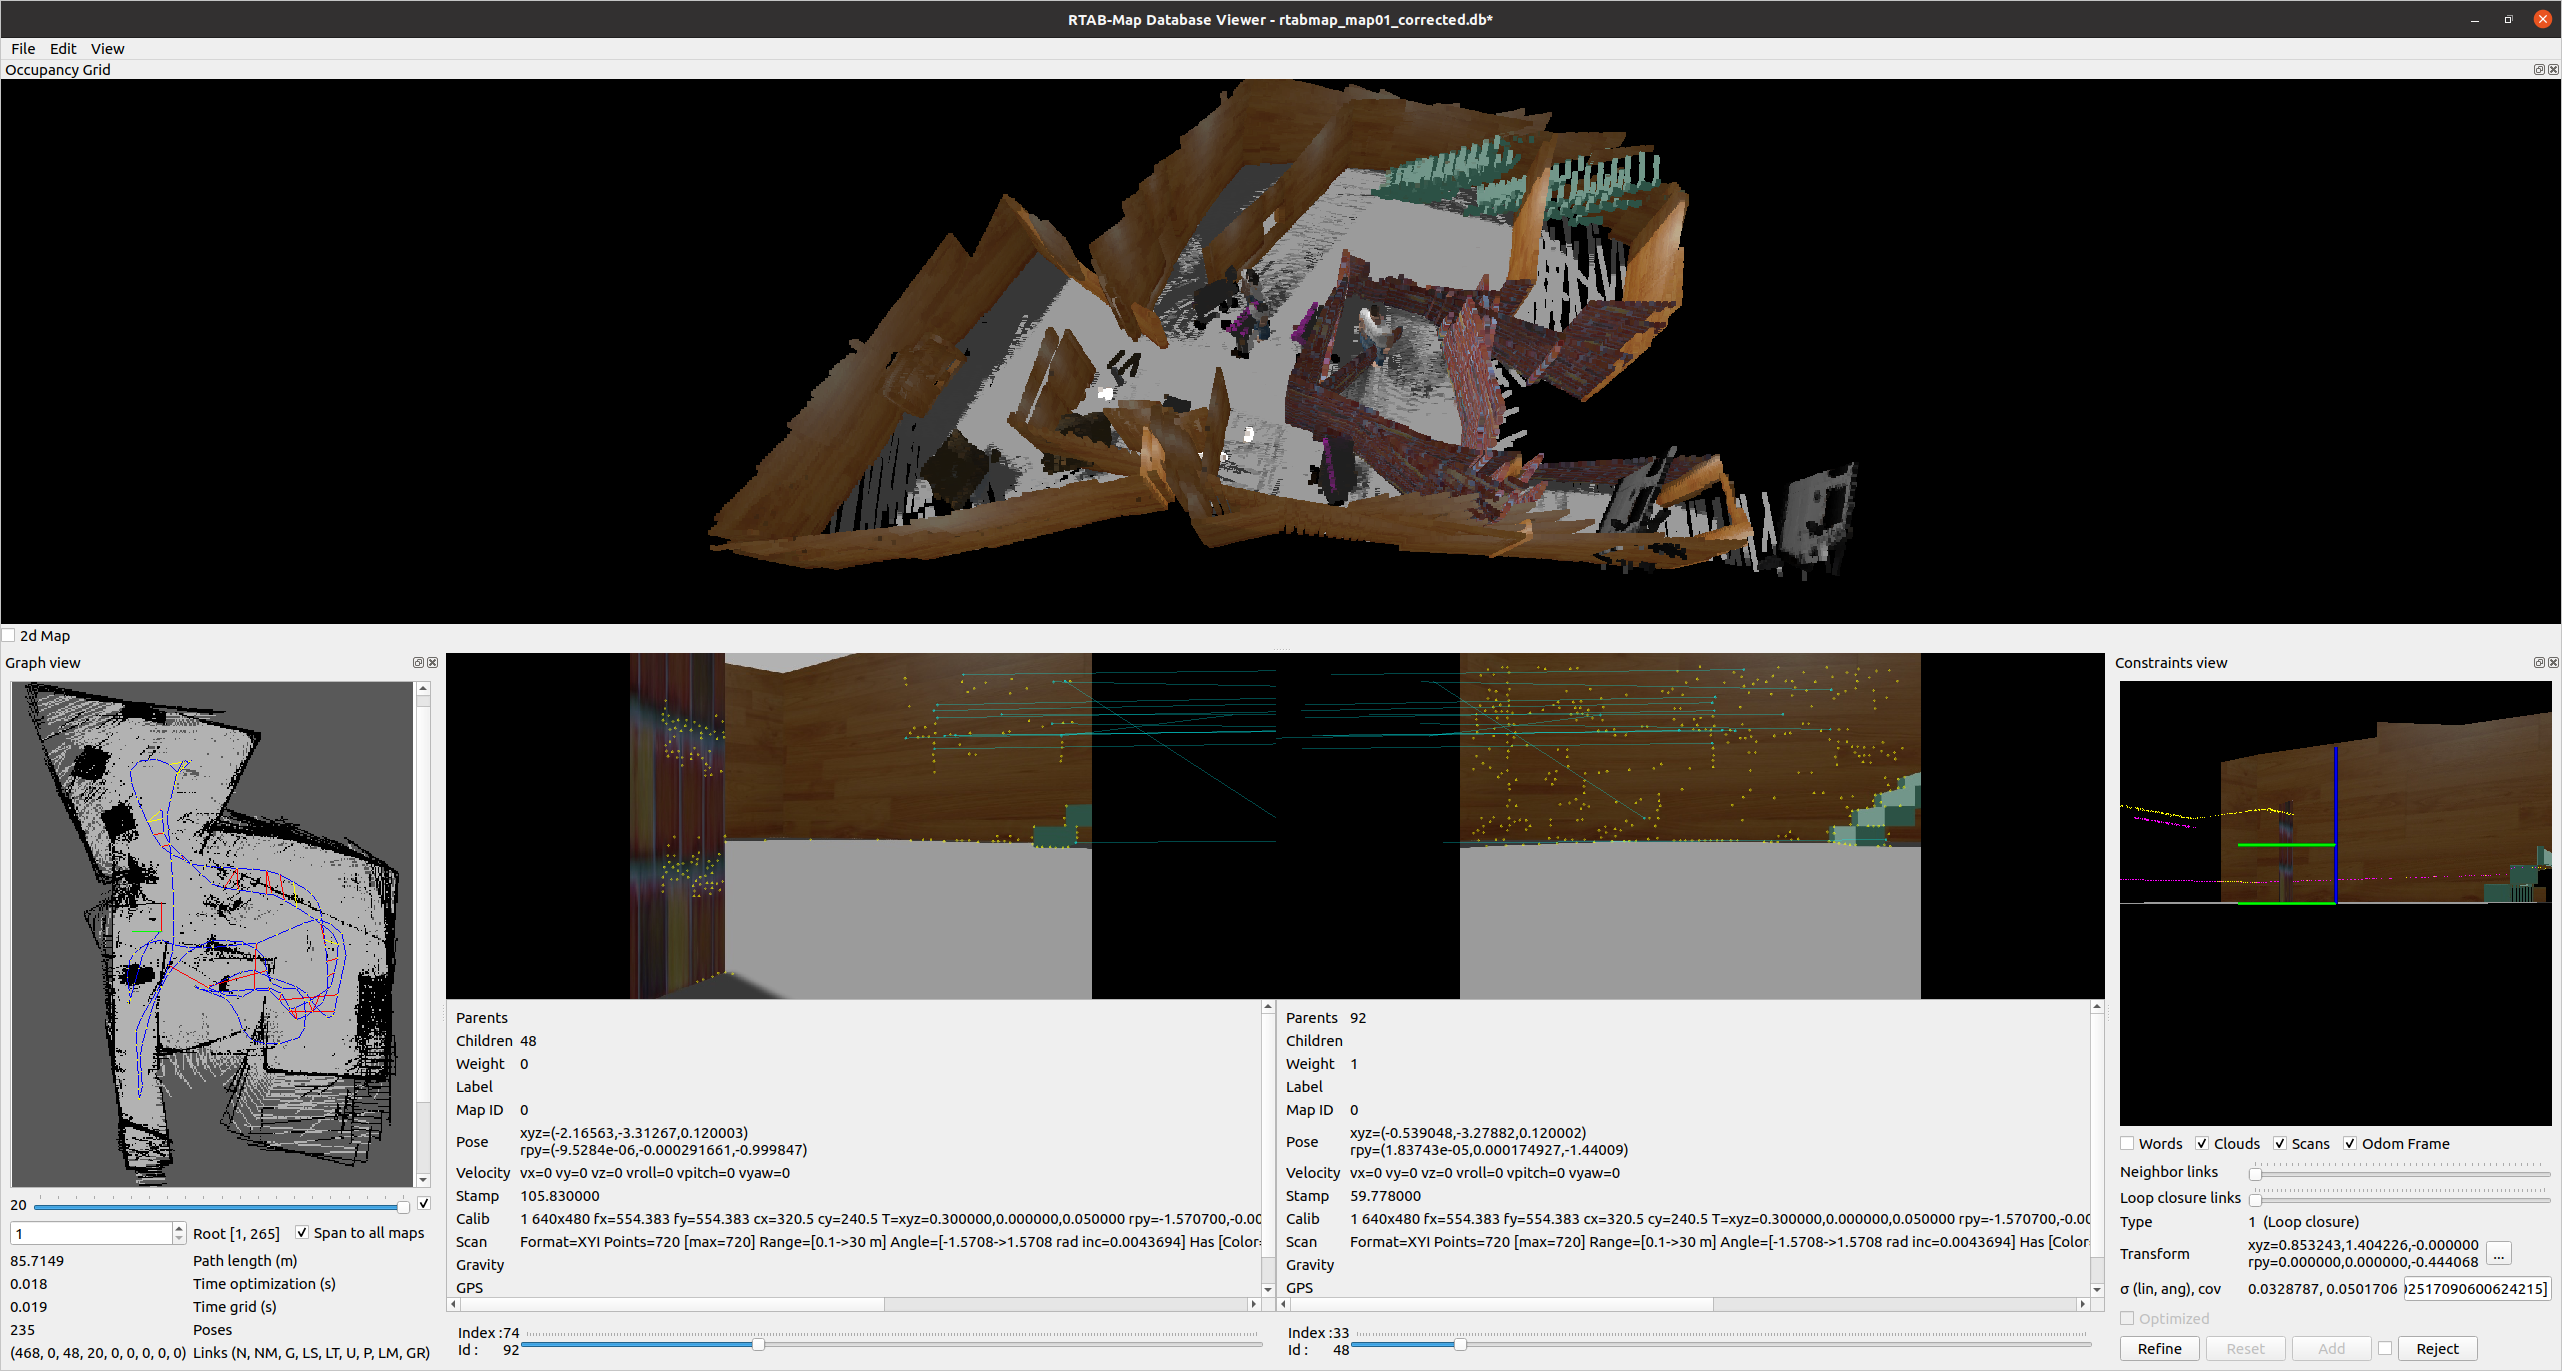 RTAB-Map Database Viewer - rtabmap_map01_corrected.db*
File Edit View
Occupancy Grid
2d Map
Graph view
20
1 Root [1, 265] Span to all maps
85.7149 Path length (m)
0.018 Time optimization (s)
0.019 Time grid (s)
235 Poses
(468, 0, 48, 20, 0, 0, 0, 0, 0) Links (N, NM, G, LS, LT, U, P, LM, GR)
Parents
Children 48
Weight 0
Label
Map ID 0
Pose xyz=(-2.16563,-3.31267,0.120003)
rpy=(-9.5284e-06,-0.000291661,-0.999847)
Velocity vx=0 vy=0 vz=0 vroll=0 vpitch=0 vyaw=0
Stamp 105.830000
Calib 1 640x480 fx=554.383 fy=554.383 cx=320.5 cy=240.5 T=xyz=0.300000,0.000000,0.050000 rpy=-1.570700,-0.00
Scan Format=XYI Points=720 [max=720] Range=[0.1->30 m] Angle=[-1.5708->1.5708 rad inc=0.0043694] Has [Color=
Gravity
GPS
Index :74
Id : 92
Parents 92
Children
Weight 1
Label
Map ID 0
Pose xyz=(-0.539048,-3.27882,0.120002)
rpy=(1.83743e-05,0.000174927,-1.44009)
Velocity vx=0 vy=0 vz=0 vroll=0 vpitch=0 vyaw=0
Stamp 59.778000
Calib 1 640x480 fx=554.383 fy=554.383 cx=320.5 cy=240.5 T=xyz=0.300000,0.000000,0.050000 rpy=-1.570700,-0.00
Scan Format=XYI Points=720 [max=720] Range=[0.1->30 m] Angle=[-1.5708->1.5708 rad inc=0.0043694] Has [Color
Gravity
GPS
Index :33
Id : 48
Constraints view
Words Clouds Scans Odom Frame
Neighbor links
Loop closure links
Type 1 (Loop closure)
Transform xyz=0.853243,1.404226,-0.000000
rpy=0.000000,0.000000,-0.444068
...
σ (lin, ang), cov 0.0328787, 0.0501706 02517090600624215]
Optimized
Refine Reset Add Reject